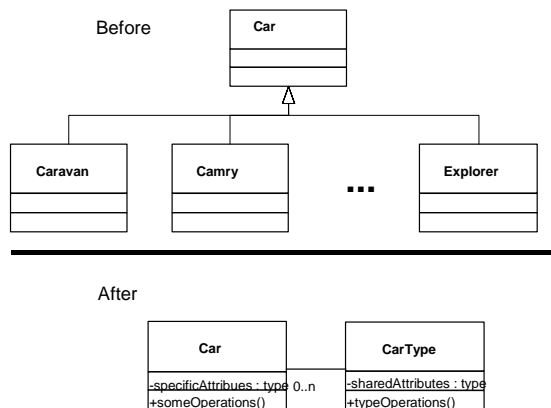 Before
Car
Caravan
Camry
...
Explorer
After
Car
CarType
-specificAttribues : type
0..n
-sharedAttributes : type
+someOperations()
+typeOperations()